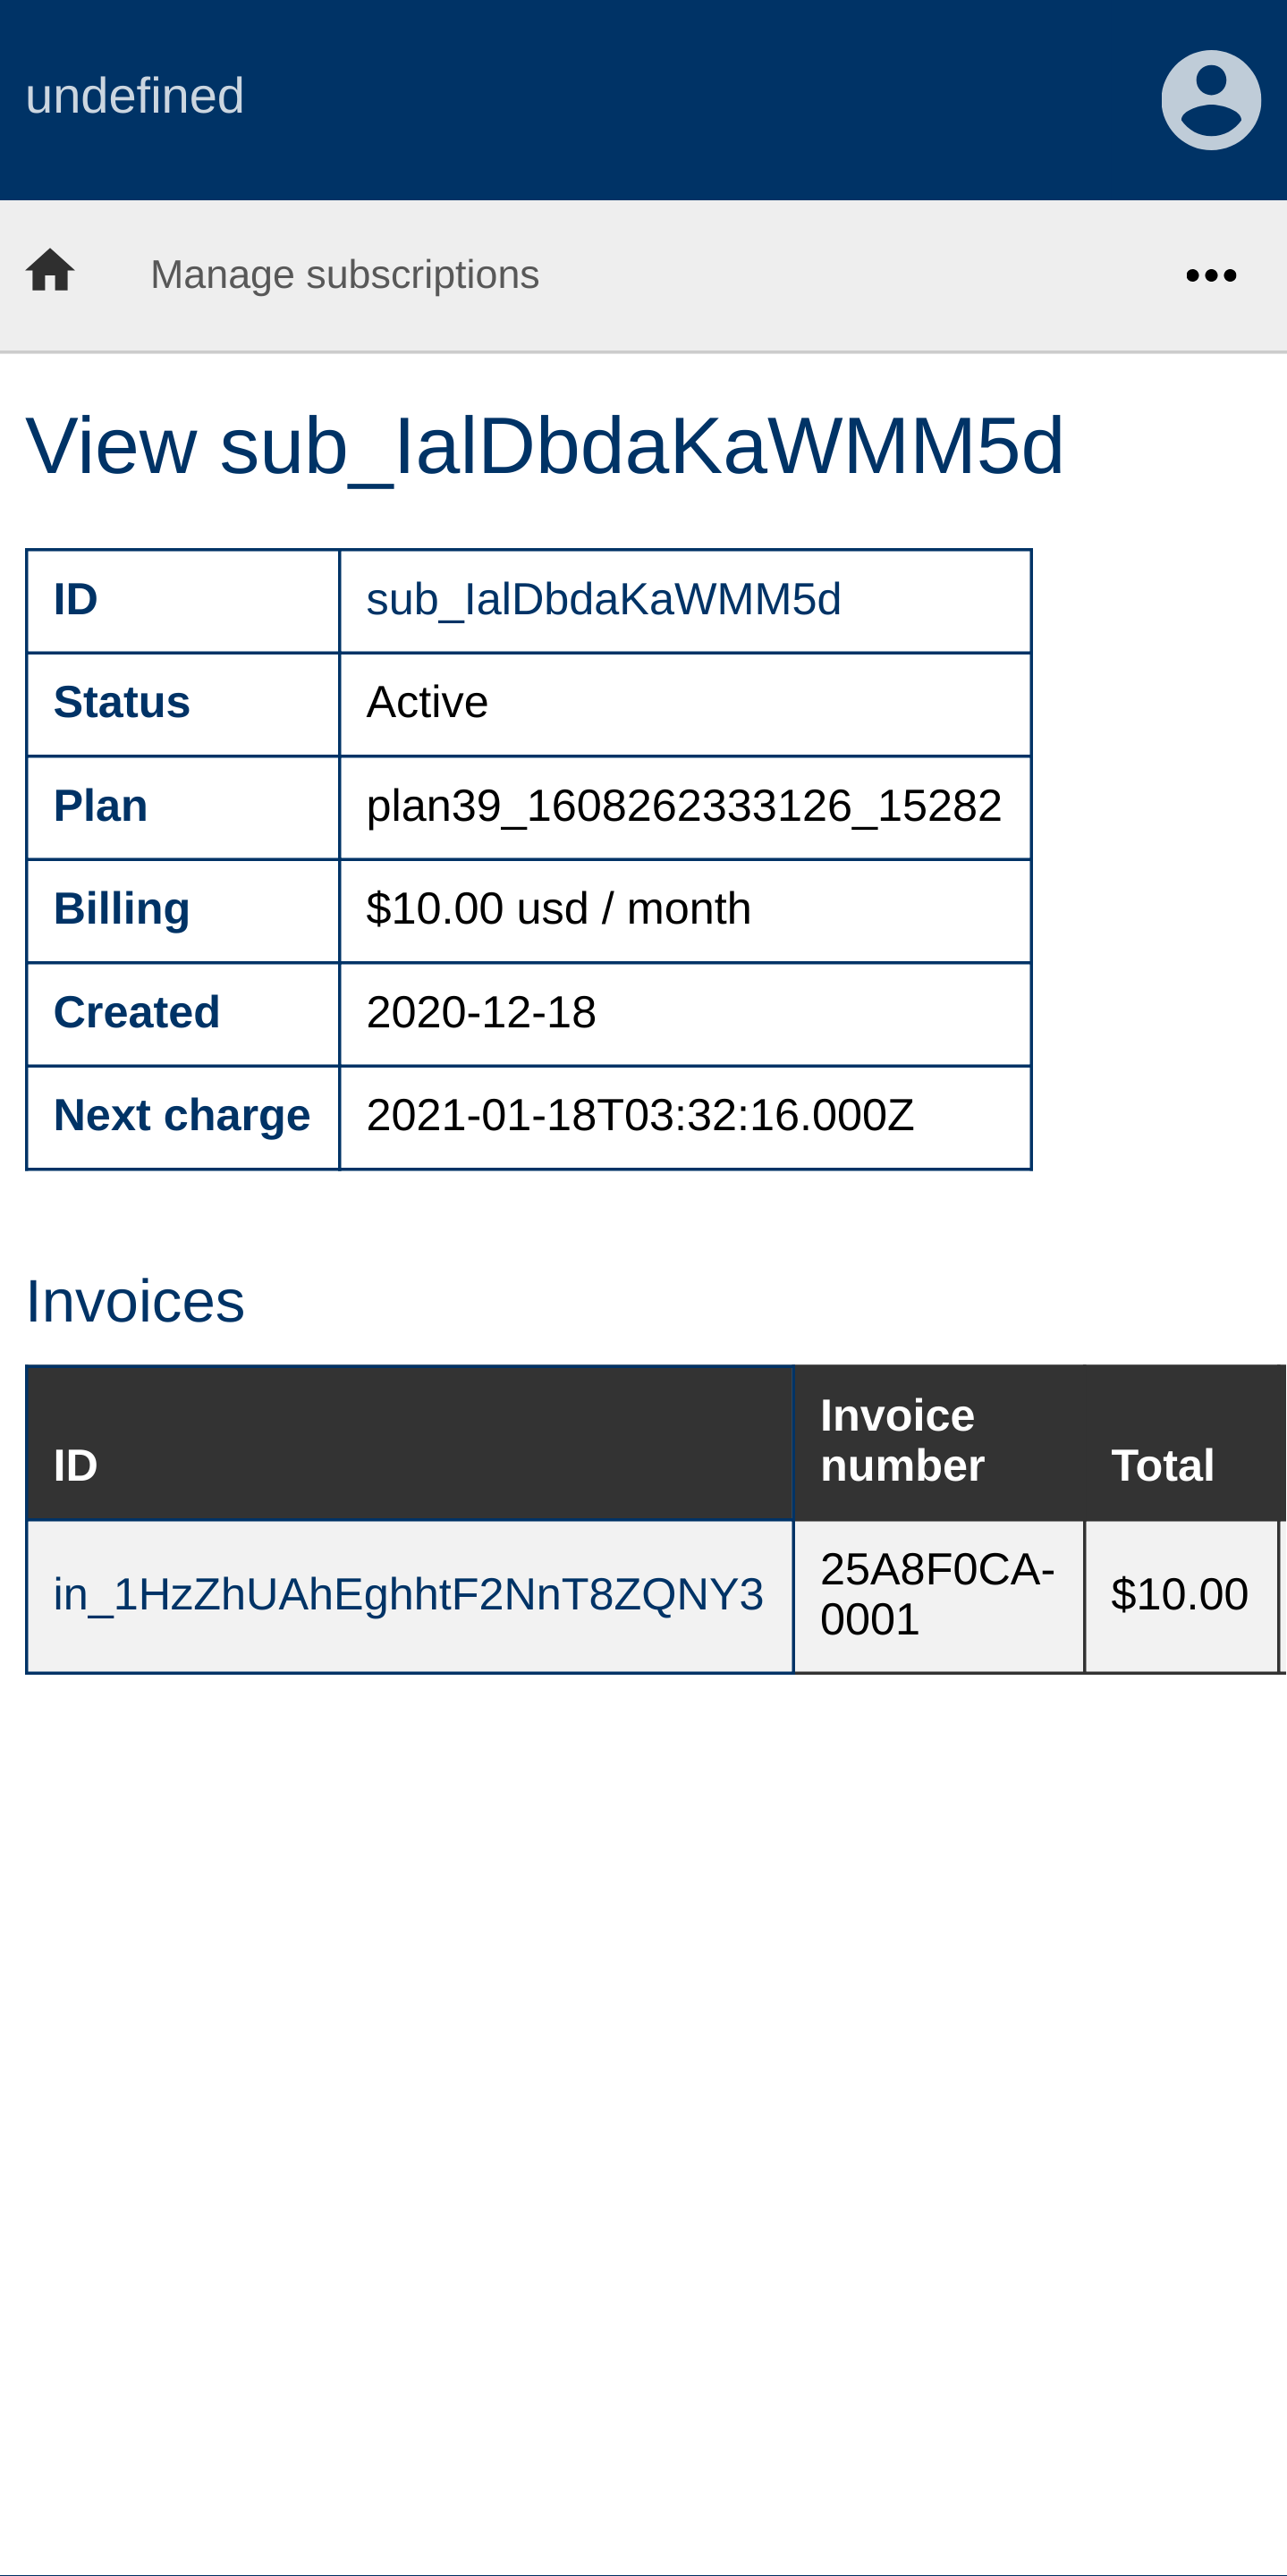 undefined
Manage subscriptions
View sub_IalDbdaKaWMM5d
ID sub_IalDbdaKaWMM5d
Status Active
Plan plan39_1608262333126_15282
Billing $10.00 usd / month
Created 2020-12-18
Next charge 2021-01-18T03:32:16.000Z
Invoices
ID Invoice number Total
in_1HzZhUAhEghhtF2NnT8ZQNY3 25A8F0CA-0001 $10.00